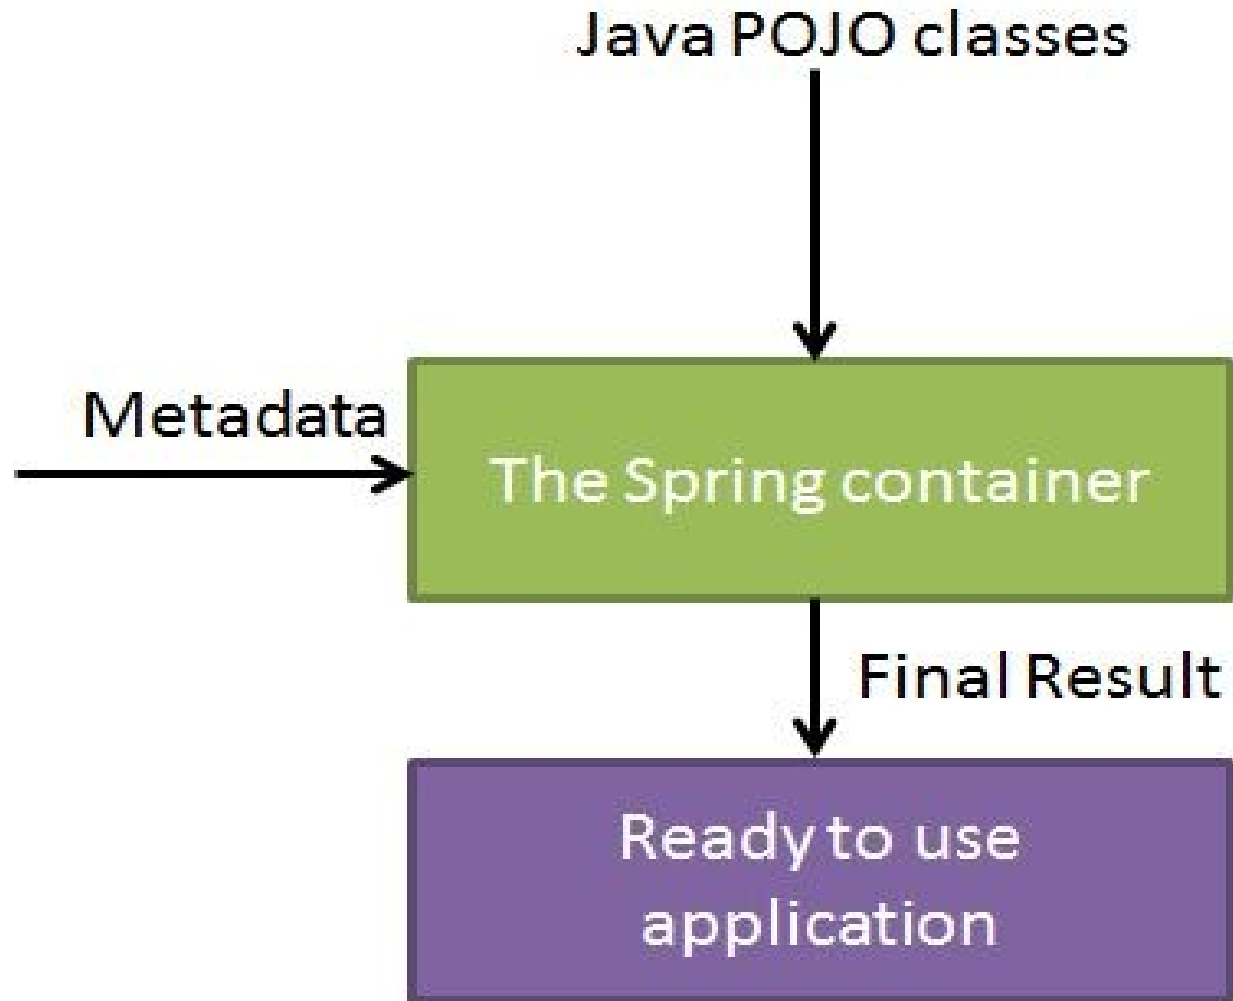 Java POJO classes
Metadata
The Spring container
Final Result
Ready to use
application